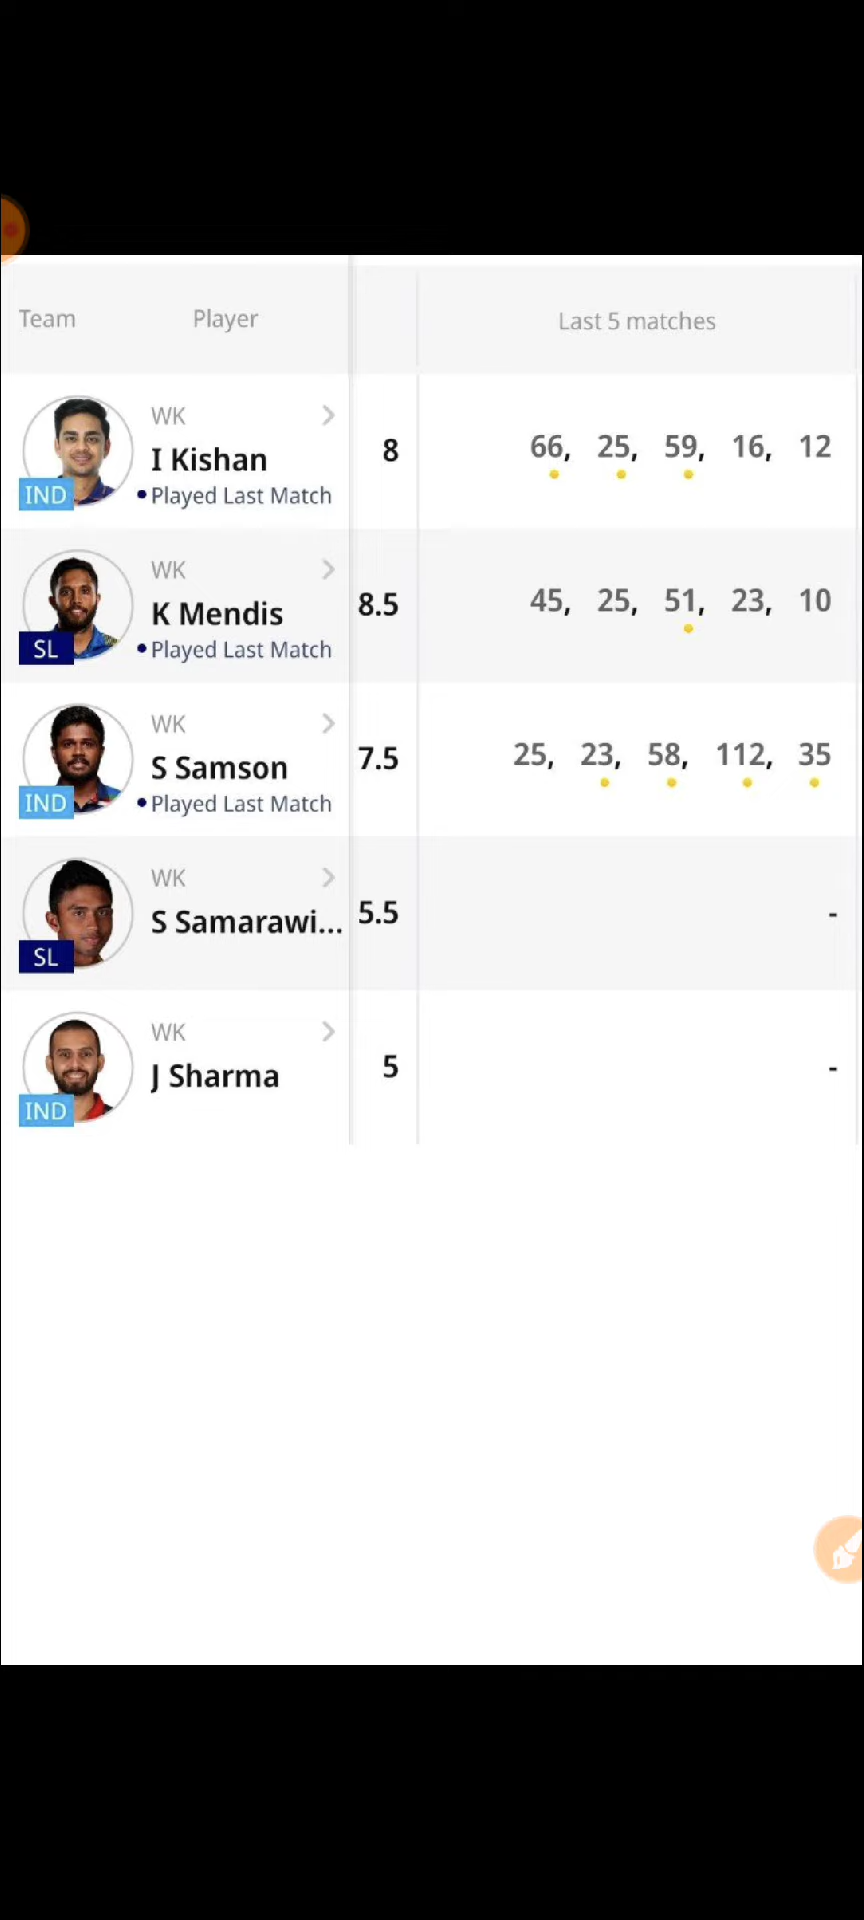 Team Player Last 5 matches
WK
I Kishan 8 66, 25, 59, 16, 12
IND • Played Last Match
WK
K Mendis 8.5 45, 25, 51, 23, 10
SL • Played Last Match
WK
S Samson 7.5 25, 23, 58, 112, 35
IND • Played Last Match
WK
S Samarawi... 5.5 -
SL
WK
J Sharma 5 -
IND